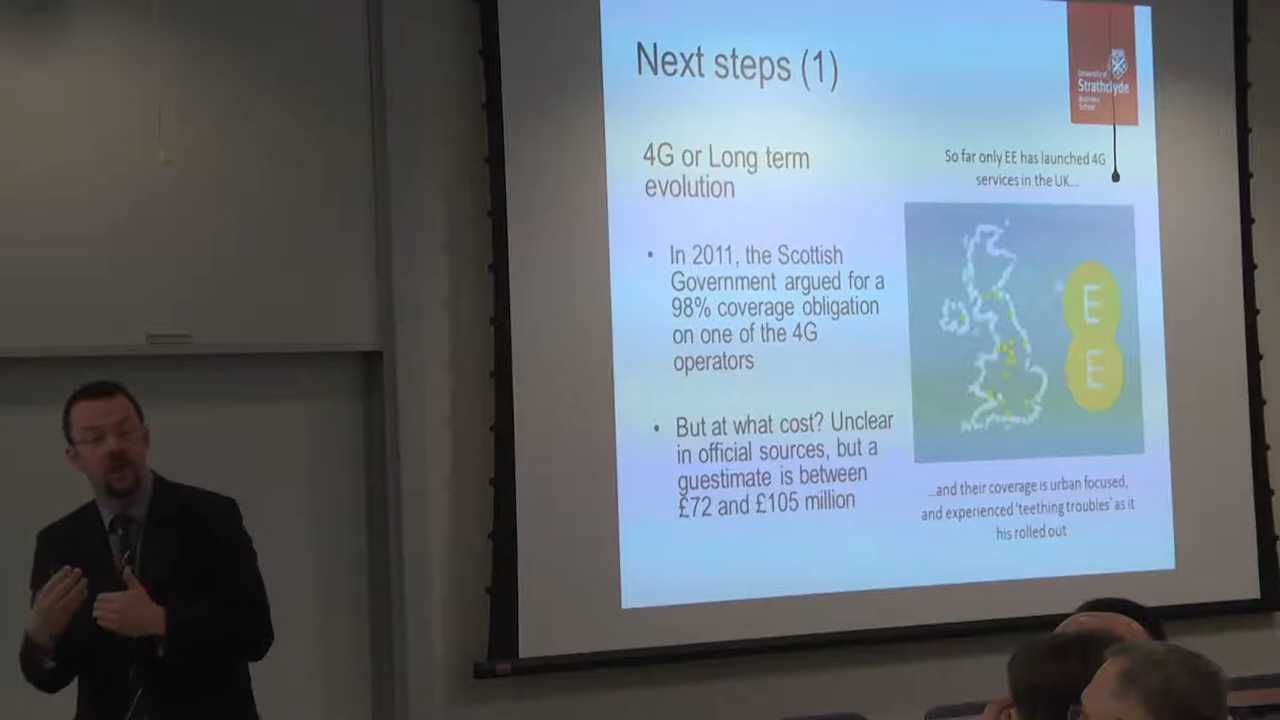 Next steps (1)
University of
Strathclyde
Business
School
4G or Long term
evolution
• In 2011, the Scottish
Government argued for a
98% coverage obligation
on one of the 4G
operators
• But at what cost? Unclear
in official sources, but a
guestimate is between
£72 and £105 million
So far only EE has launched 4G
services in the UK...
E
E
...and their coverage is urban focused,
and experienced 'teething troubles' as it
his rolled out